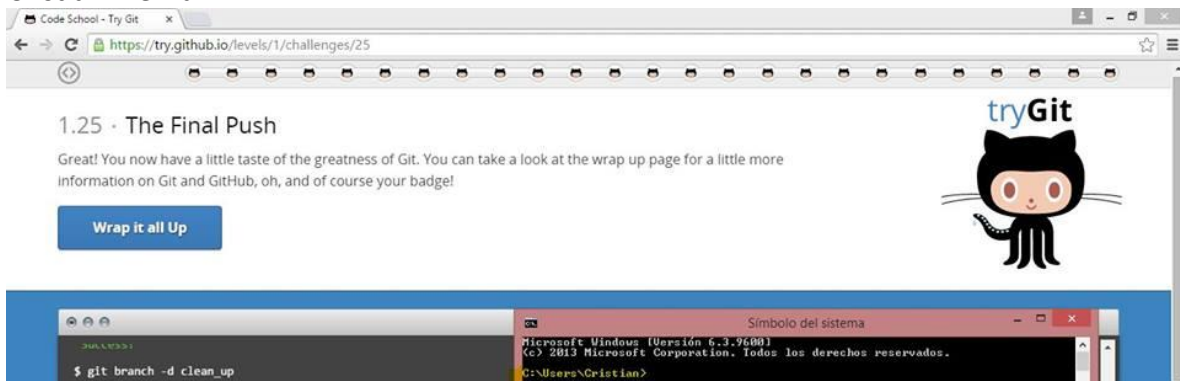 Code School - Try Git
https://try.github.io/levels/1/challenges/25
tryGit
1.25 · The Final Push
Great! You now have a little taste of the greatness of Git. You can take a look at the wrap up page for a little more
information on Git and GitHub, oh, and of course your badge!
Wrap it all Up
Success!
$ git branch -d clean_up
Símbolo del sistema
Microsoft Windows [Versión 6.3.9600]
(c) 2013 Microsoft Corporation. Todos los derechos reservados.
C:\Users\Cristian>